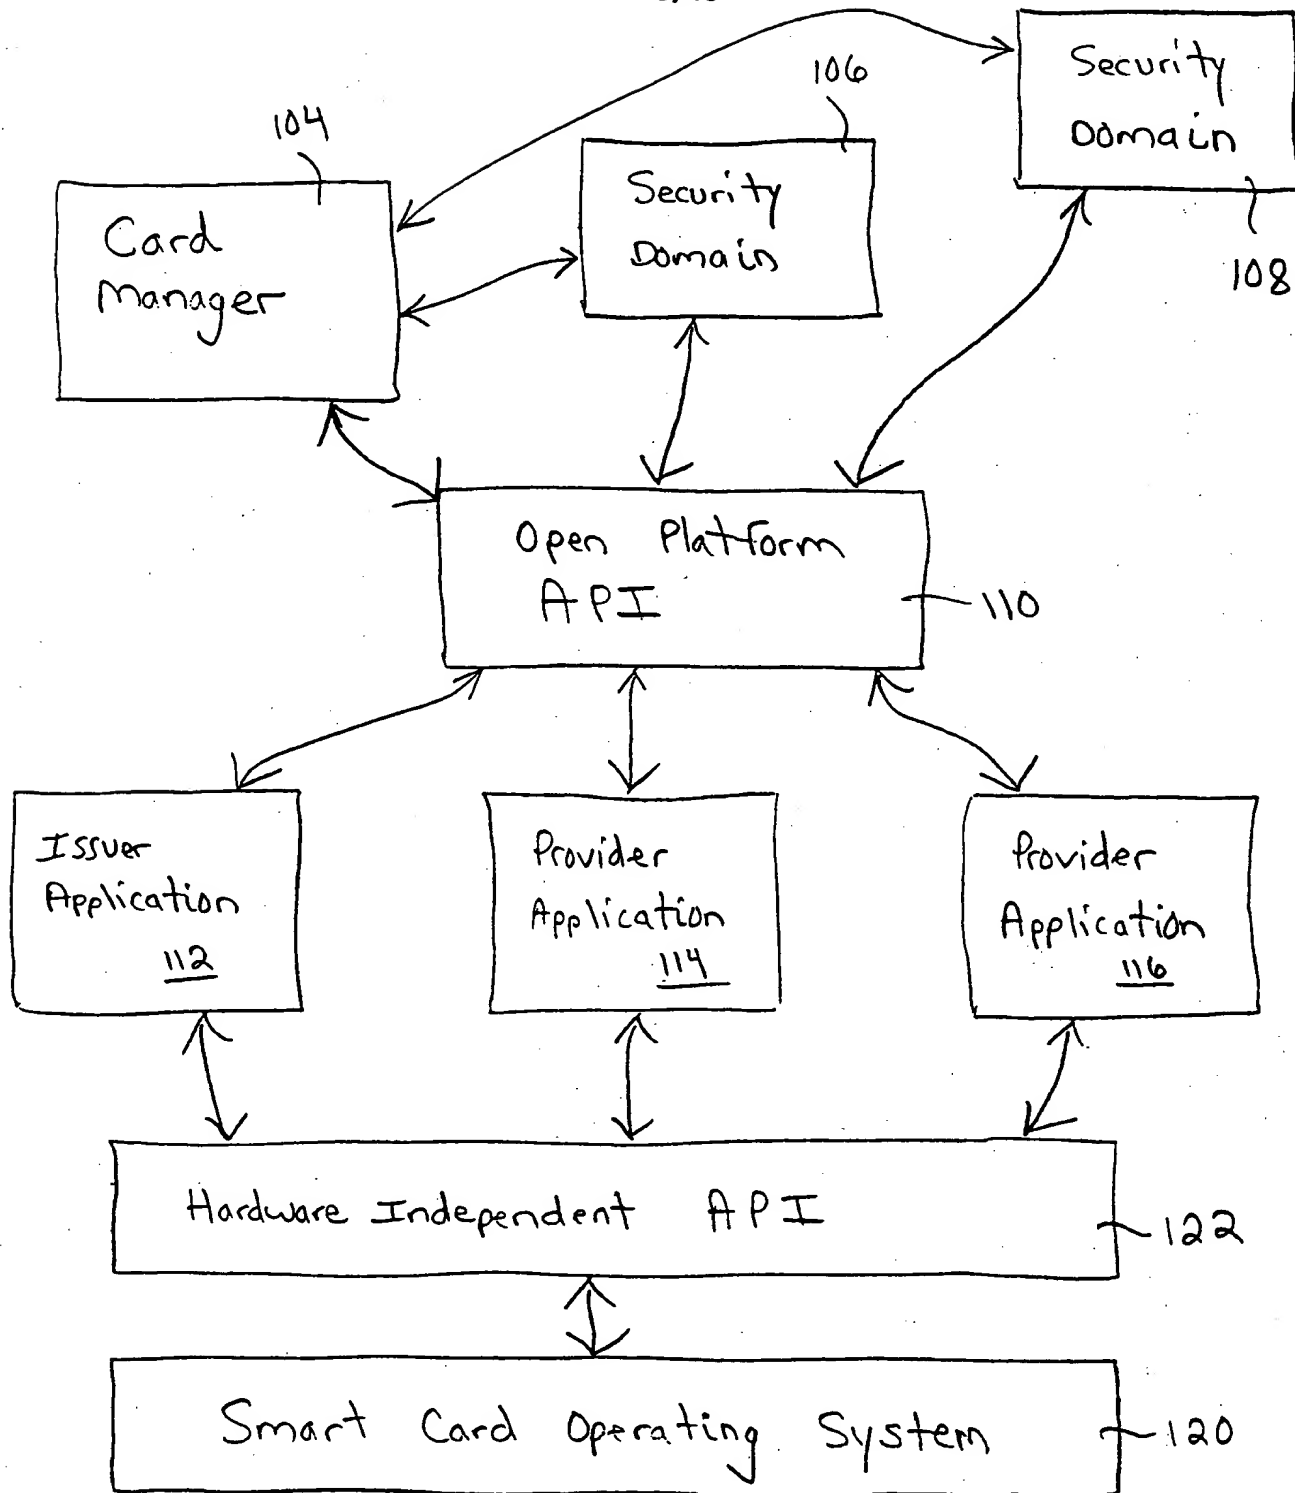 Security
Domain
106
104
Security
Domain
Card
Manager
108
Open Platform
API
110
Issuer
Application
112
Provider
Application
114
Provider
Application
116
Hardware Independent API
122
Smart Card Operating System
120